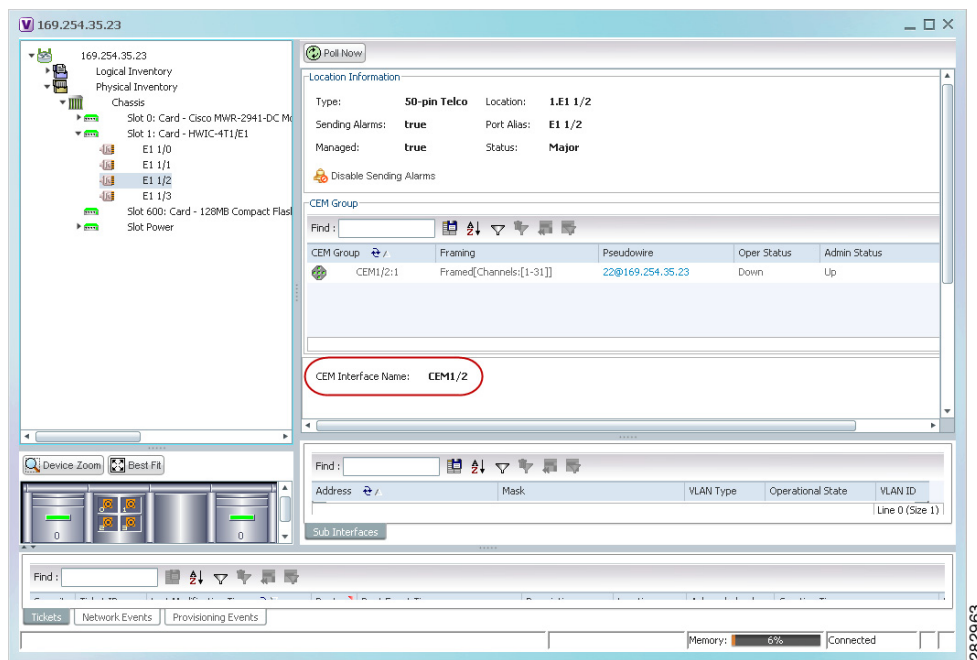 169.254.35.23
169.254.35.23
Logical Inventory
Physical Inventory
Chassis
Slot 0: Card - Cisco MWR-2941-DC Mo
Slot 1: Card - HWIC-4T1/E1
E1 1/0
E1 1/1
E1 1/2
E1 1/3
Slot 600: Card - 128MB Compact Flasl
Slot Power
Poll Now
Location Information
Type: 50-pin Telco Location: 1.E1 1/2
Sending Alarms: true Port Alias: E1 1/2
Managed: true Status: Major
Disable Sending Alarms
CEM Group
Find :
CEM Group Framing Pseudowire Oper Status Admin Status
CEM1/2:1 Framed[Channels:[1-31]] 22@169.254.35.23 Down Up
CEM Interface Name: CEM1/2
Device Zoom Best Fit
0 0
Find :
Address Mask VLAN Type Operational State VLAN ID
Line 0 (Size 1)
Sub Interfaces
Find :
Tickets Network Events Provisioning Events
Memory: 6% Connected
282963